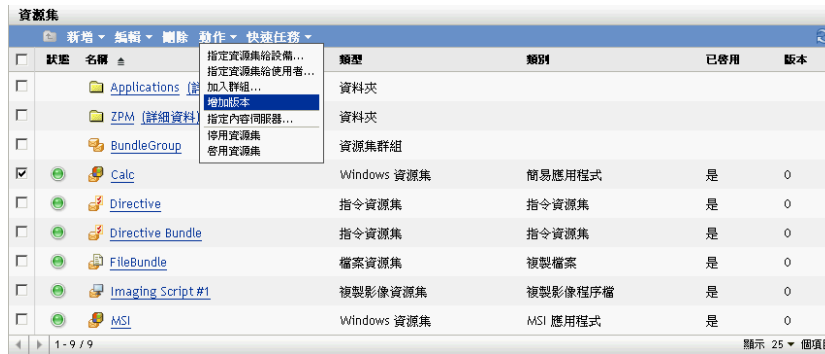 資源集
新增 編輯 刪除 動作 快速任務
狀態 名稱 類型 類別 已啓用 版本
指定資源集給設備...
指定資源集給使用者...
加入群組...
增加版本
指定內容伺服器...
停用資源集
啓用資源集
Applications 資料夾
ZPM (詳細資料) 資料夾
BundleGroup 資源集群組
Calc Windows 資源集 簡易應用程式 是 0
Directive 指令資源集 指令資源集 是 0
Directive Bundle 指令資源集 指令資源集 是 0
FileBundle 檔案資源集 複製檔案 是 0
Imaging Script #1 複製影像資源集 複製影像程序檔 是 0
MSI Windows 資源集 MSI 應用程式 是 0
1 - 9 / 9 顯示 25 個項目